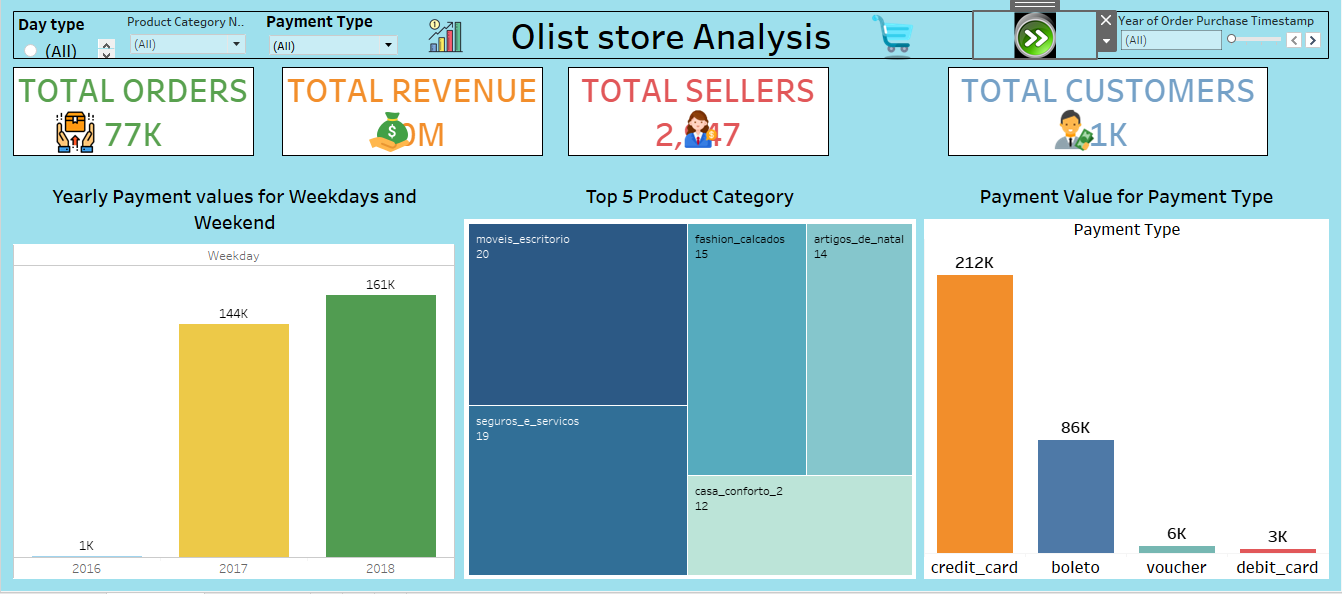 Day type
(All)
Product Category N..
(All)
Payment Type
(All)
Olist store Analysis
Year of Order Purchase Timestamp
(All)
TOTAL ORDERS
77K
TOTAL REVENUE
0M
TOTAL SELLERS
2, 47
TOTAL CUSTOMERS
1K
Yearly Payment values for Weekdays and
Weekend
Weekday
161K
144K
1K
2016 2017 2018
Top 5 Product Category
moveis_escritorio
20
seguros_e_servicos
19
fashion_calcados
15
artigos_de_natal
14
casa_conforto_2
12
Payment Value for Payment Type
Payment Type
212K
86K
6K
3K
credit_card boleto voucher debit_card